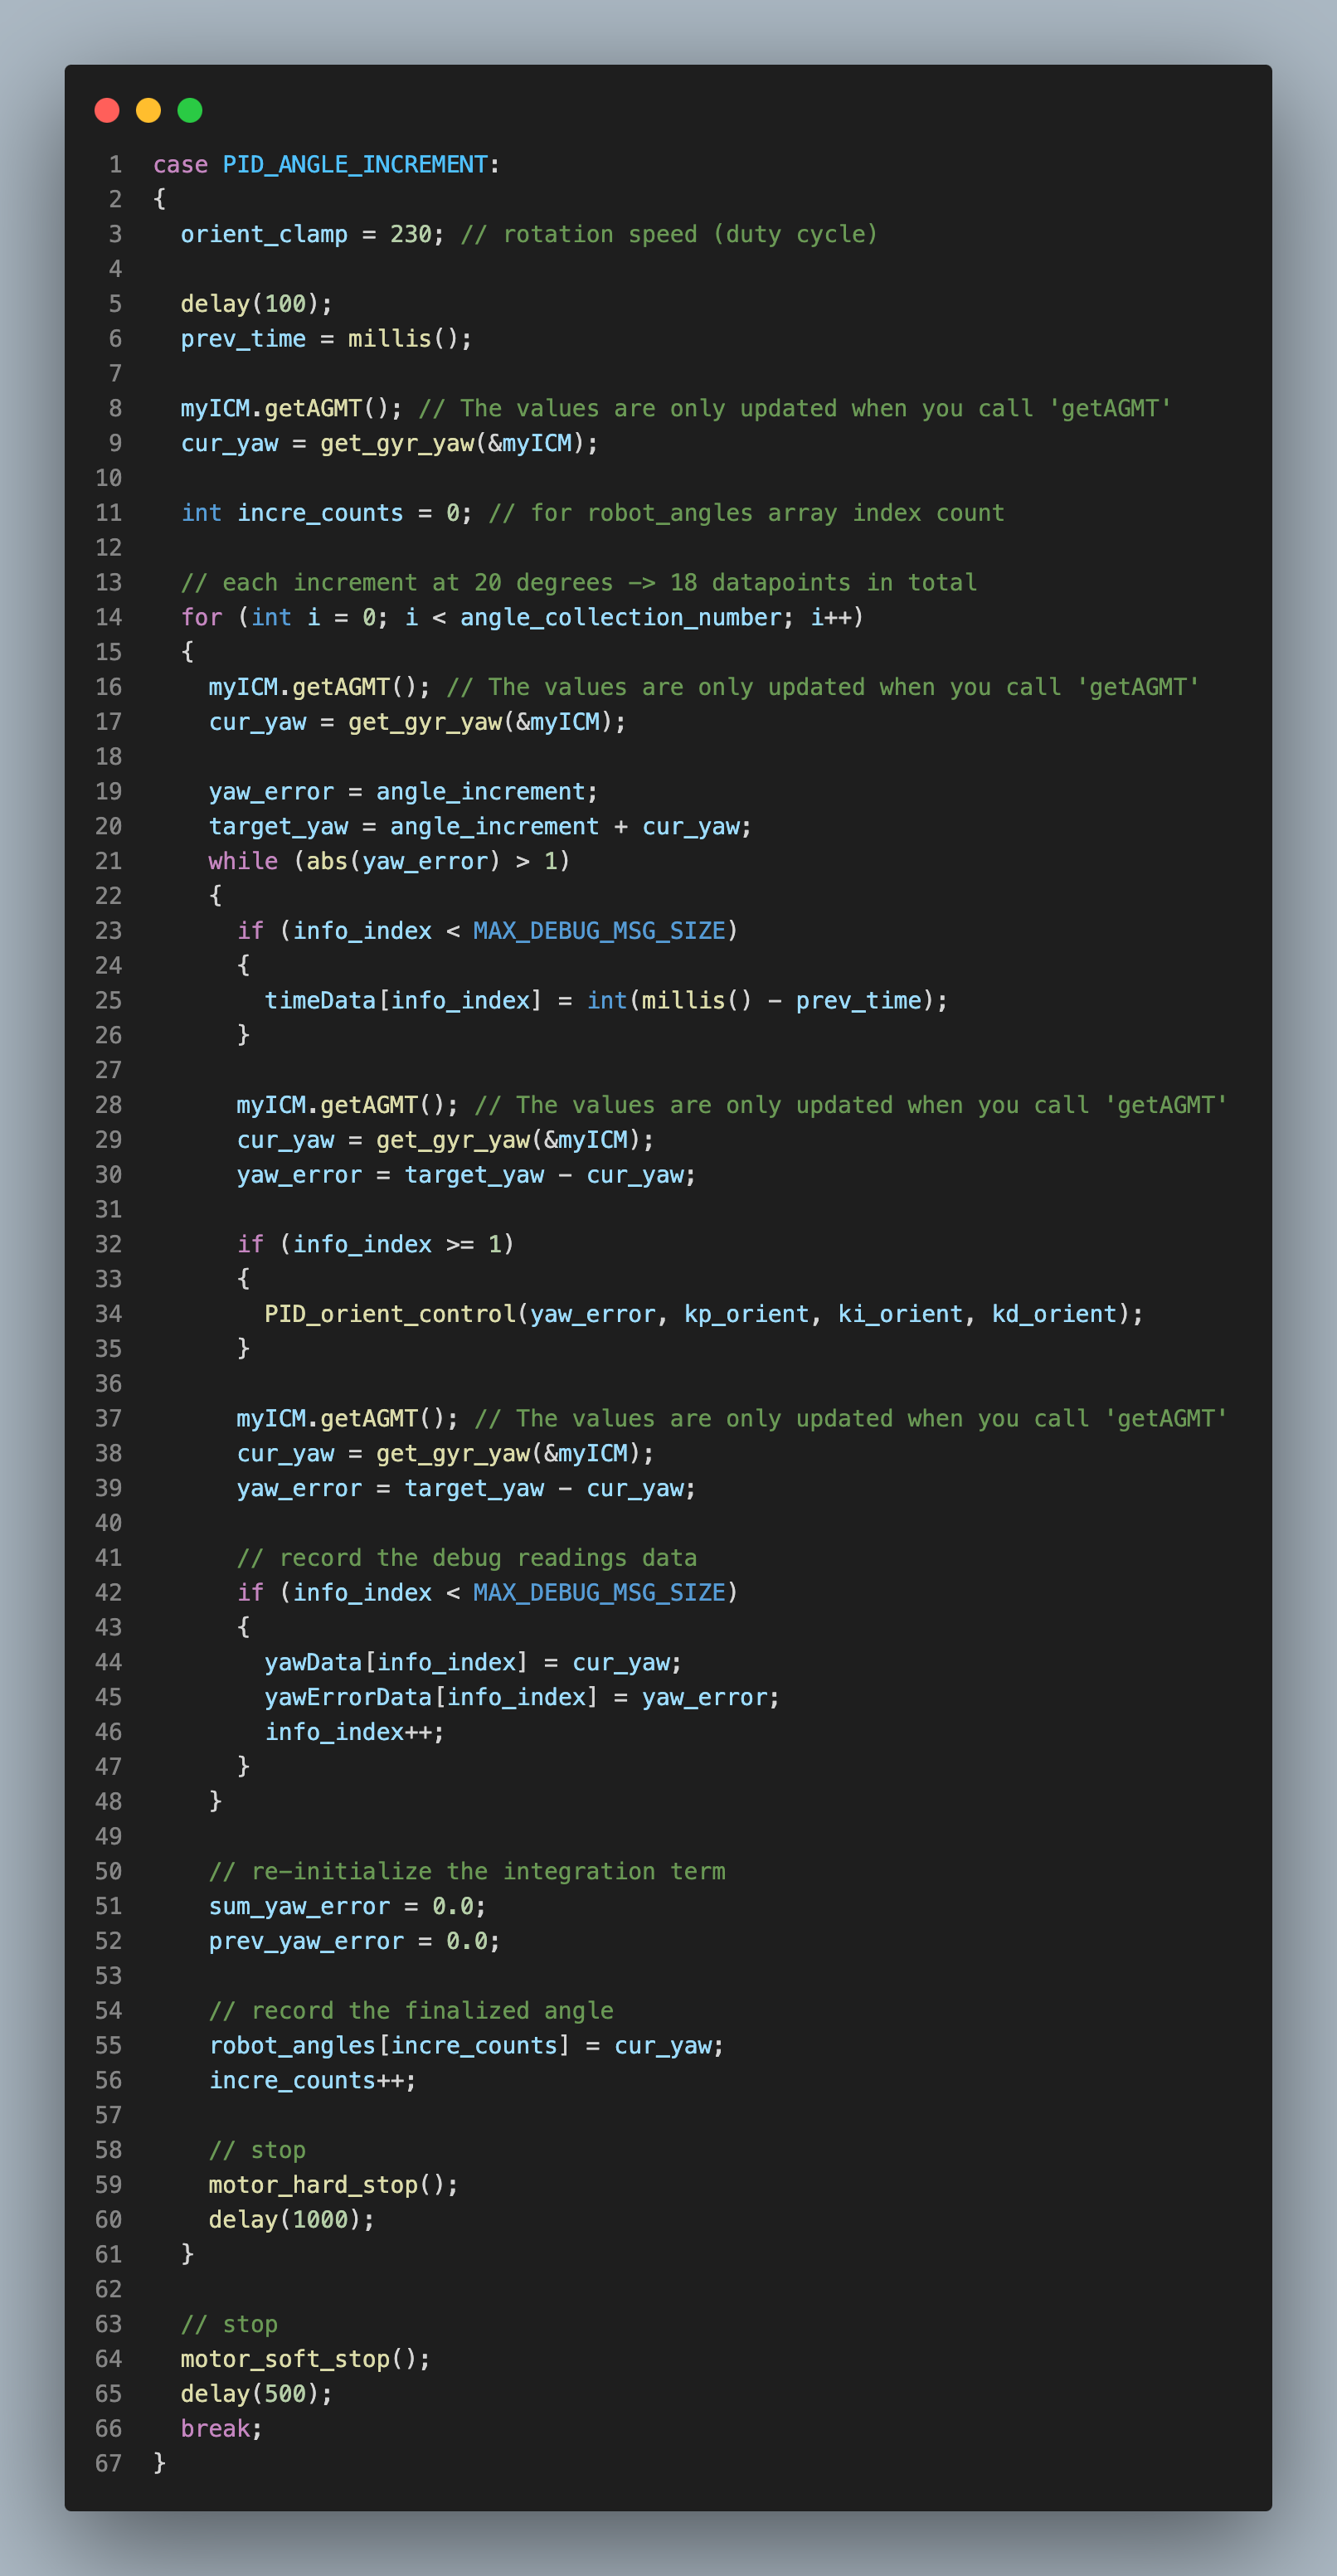 1 case PID_ANGLE_INCREMENT:
2 {
3   orient_clamp = 230; // rotation speed (duty cycle)
4
5   delay(100);
6   prev_time = millis();
7
8   myICM.getAGMT(); // The values are only updated when you call 'getAGMT'
9   cur_yaw = get_gyr_yaw(&myICM);
10
11   int incre_counts = 0; // for robot_angles array index count
12
13   // each increment at 20 degrees -> 18 datapoints in total
14   for (int i = 0; i < angle_collection_number; i++)
15   {
16     myICM.getAGMT(); // The values are only updated when you call 'getAGMT'
17     cur_yaw = get_gyr_yaw(&myICM);
18
19     yaw_error = angle_increment;
20     target_yaw = angle_increment + cur_yaw;
21     while (abs(yaw_error) > 1)
22     {
23       if (info_index < MAX_DEBUG_MSG_SIZE)
24       {
25         timeData[info_index] = int(millis() - prev_time);
26       }
27
28       myICM.getAGMT(); // The values are only updated when you call 'getAGMT'
29       cur_yaw = get_gyr_yaw(&myICM);
30       yaw_error = target_yaw - cur_yaw;
31
32       if (info_index >= 1)
33       {
34         PID_orient_control(yaw_error, kp_orient, ki_orient, kd_orient);
35       }
36
37       myICM.getAGMT(); // The values are only updated when you call 'getAGMT'
38       cur_yaw = get_gyr_yaw(&myICM);
39       yaw_error = target_yaw - cur_yaw;
40
41       // record the debug readings data
42       if (info_index < MAX_DEBUG_MSG_SIZE)
43       {
44         yawData[info_index] = cur_yaw;
45         yawErrorData[info_index] = yaw_error;
46         info_index++;
47       }
48     }
49
50     // re-initialize the integration term
51     sum_yaw_error = 0.0;
52     prev_yaw_error = 0.0;
53
54     // record the finalized angle
55     robot_angles[incre_counts] = cur_yaw;
56     incre_counts++;
57
58     // stop
59     motor_hard_stop();
60     delay(1000);
61   }
62
63   // stop
64   motor_soft_stop();
65   delay(500);
66   break;
67 }